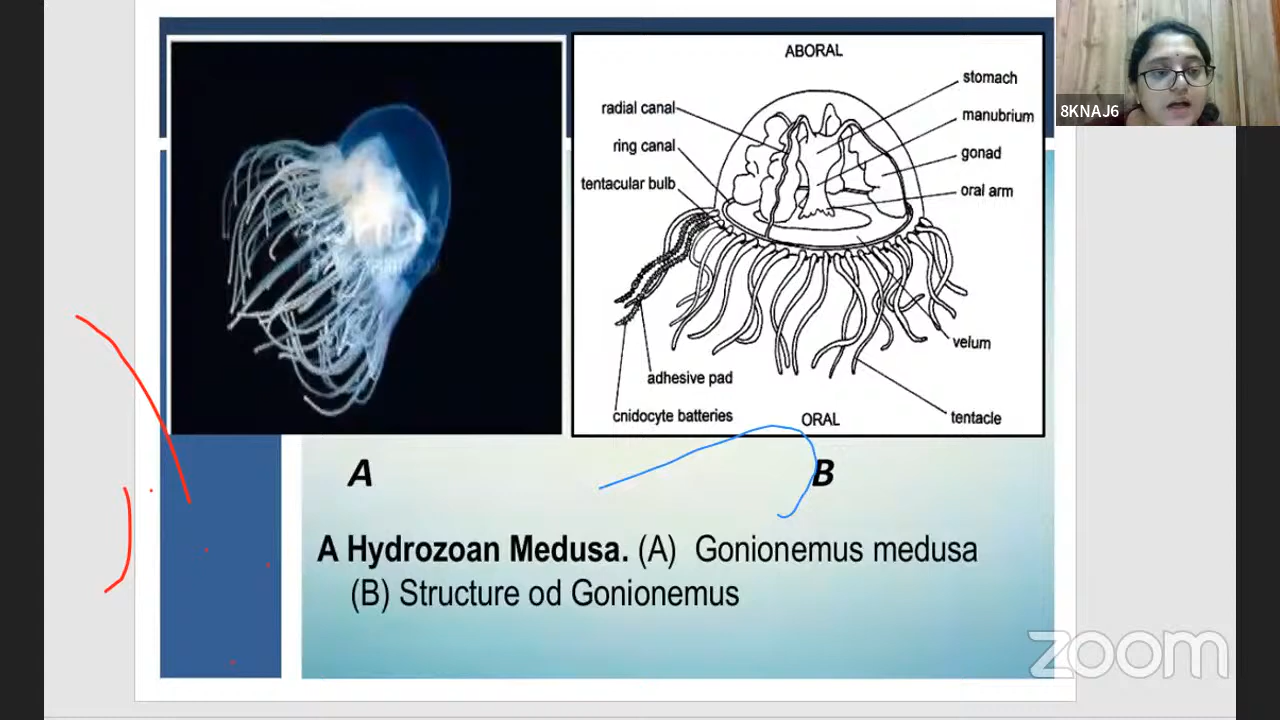 ABORAL
stomach
radial canal
manubrium
ring canal
gonad
tentacular bulb
oral arm
velum
adhesive pad
cnidocyte batteries
ORAL
tentacle
8KNAJ6
A
B
A Hydrozoan Medusa. (A) Gonionemus medusa
(B) Structure od Gonionemus
zoom